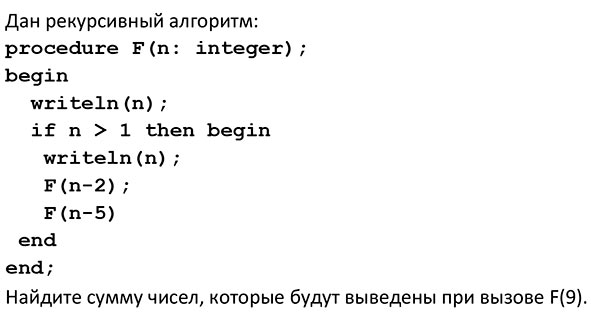 Дан рекурсивный алгоритм:
procedure F(n: integer);
begin
writeln(n);
if n > 1 then begin
writeln(n);
F(n-2);
F(n-5)
end
end;
Найдите сумму чисел, которые будут выведены при вызове F(9).